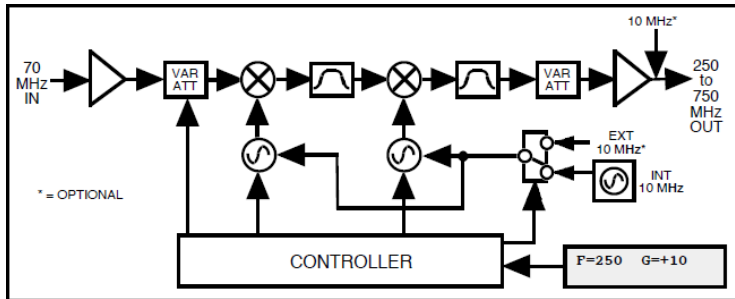 10 MHz*
70
MHz
IN
VAR
ATT
VAR
ATT
250
to
750
MHz
OUT
EXT
10 MHz*
INT
10 MHz
* = OPTIONAL
CONTROLLER
F=250 G=+10